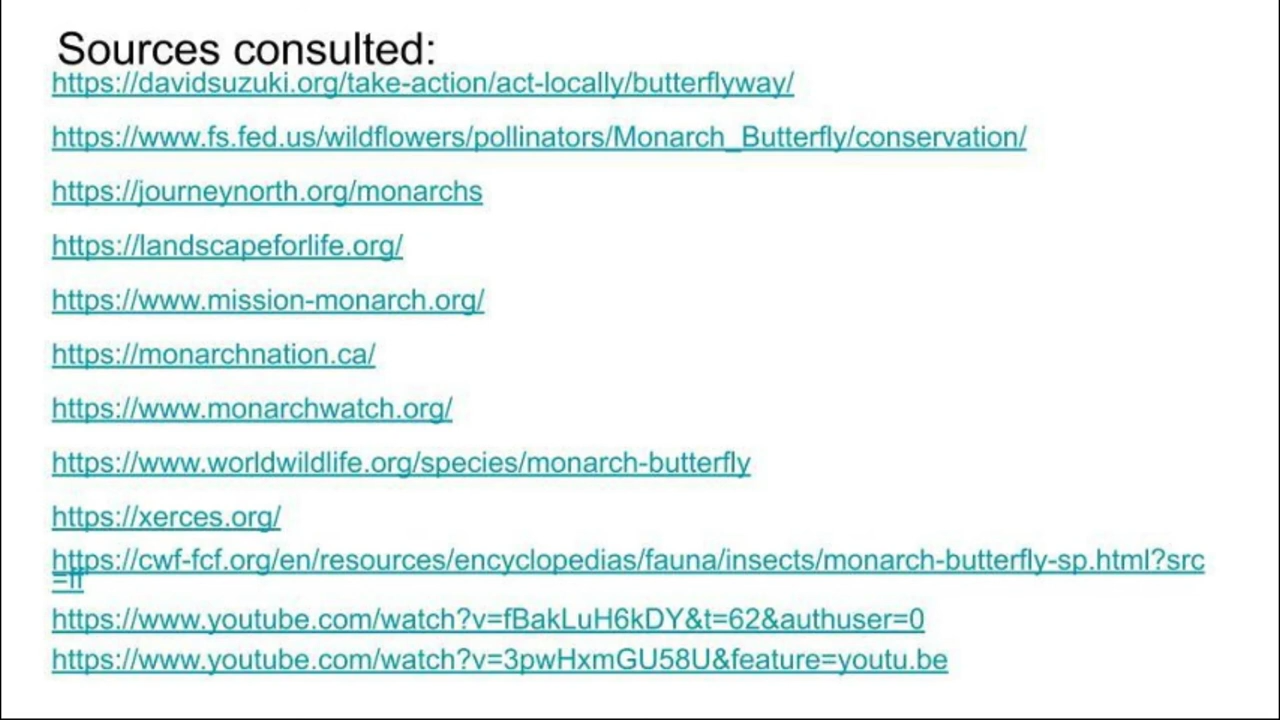 Sources consulted:
https://davidsuzuki.org/take-action/act-locally/butterflyway/
https://www.fs.fed.us/wildflowers/pollinators/Monarch_Butterfly/conservation/
https://journeynorth.org/monarchs
https://landscapeforlife.org/
https://www.mission-monarch.org/
https://monarchnation.ca/
https://www.monarchwatch.org/
https://www.worldwildlife.org/species/monarch-butterfly
https://xerces.org/
https://cwf-fcf.org/en/resources/encyclopedias/fauna/insects/monarch-butterfly-sp.html?src
=ff
https://www.youtube.com/watch?v=fBakLuH6kDY&t=62&authuser=0
https://www.youtube.com/watch?v=3pwHxmGU58U&feature=youtu.be